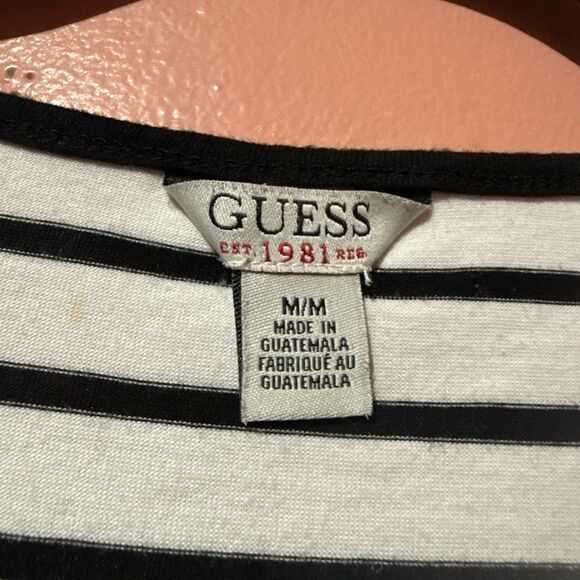 GUESS
EST. 1981 REG.
M/M
MADE IN
GUATEMALA
FABRIQUÉ AU
GUATEMALA